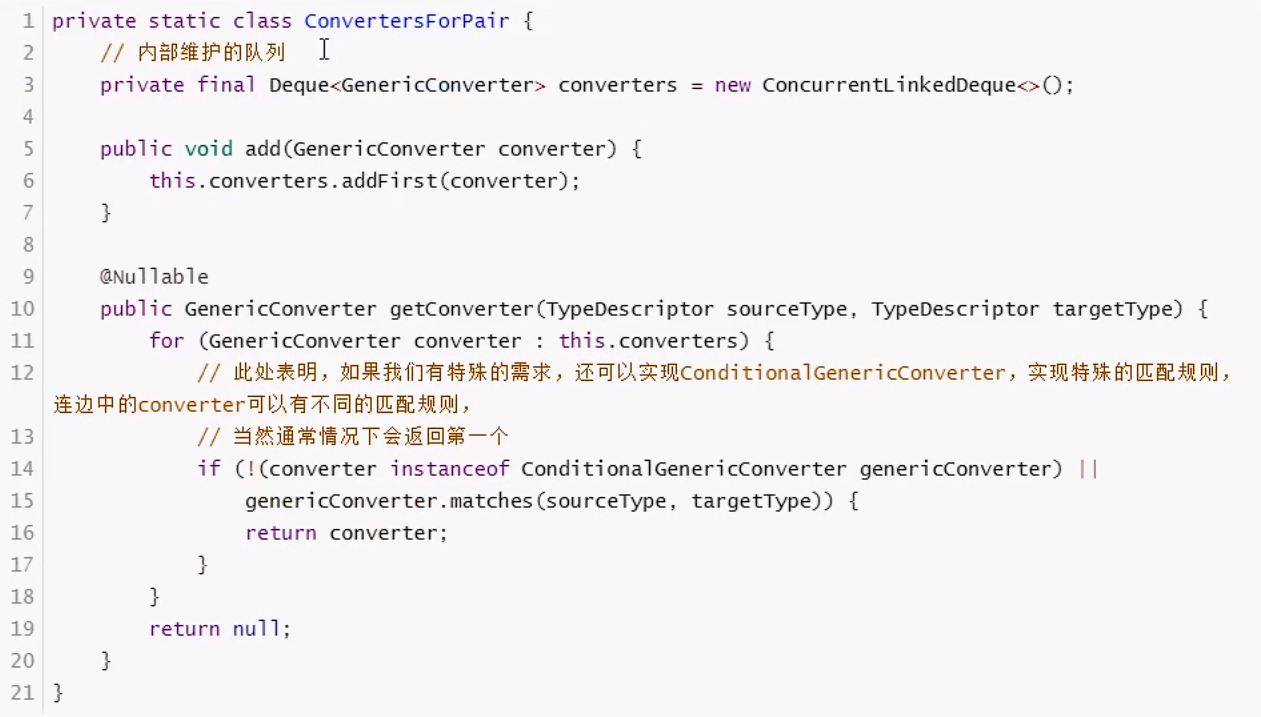 1 private static class ConvertersForPair {
2     // 内部维护的队列
3     private final Deque<GenericConverter> converters = new ConcurrentLinkedDeque<>();
4
5     public void add(GenericConverter converter) {
6         this.converters.addFirst(converter);
7     }
8
9     @Nullable
10     public GenericConverter getConverter(TypeDescriptor sourceType, TypeDescriptor targetType) {
11         for (GenericConverter converter : this.converters) {
12             // 此处表明，如果我们有特殊的需求，还可以实现ConditionalGenericConverter，实现特殊的匹配规则，
连边中的converter可以有不同的匹配规则，
13             // 当然通常情况下会返回第一个
14             if (!(converter instanceof ConditionalGenericConverter genericConverter) ||
15                 genericConverter.matches(sourceType, targetType)) {
16                 return converter;
17             }
18         }
19         return null;
20     }
21 }